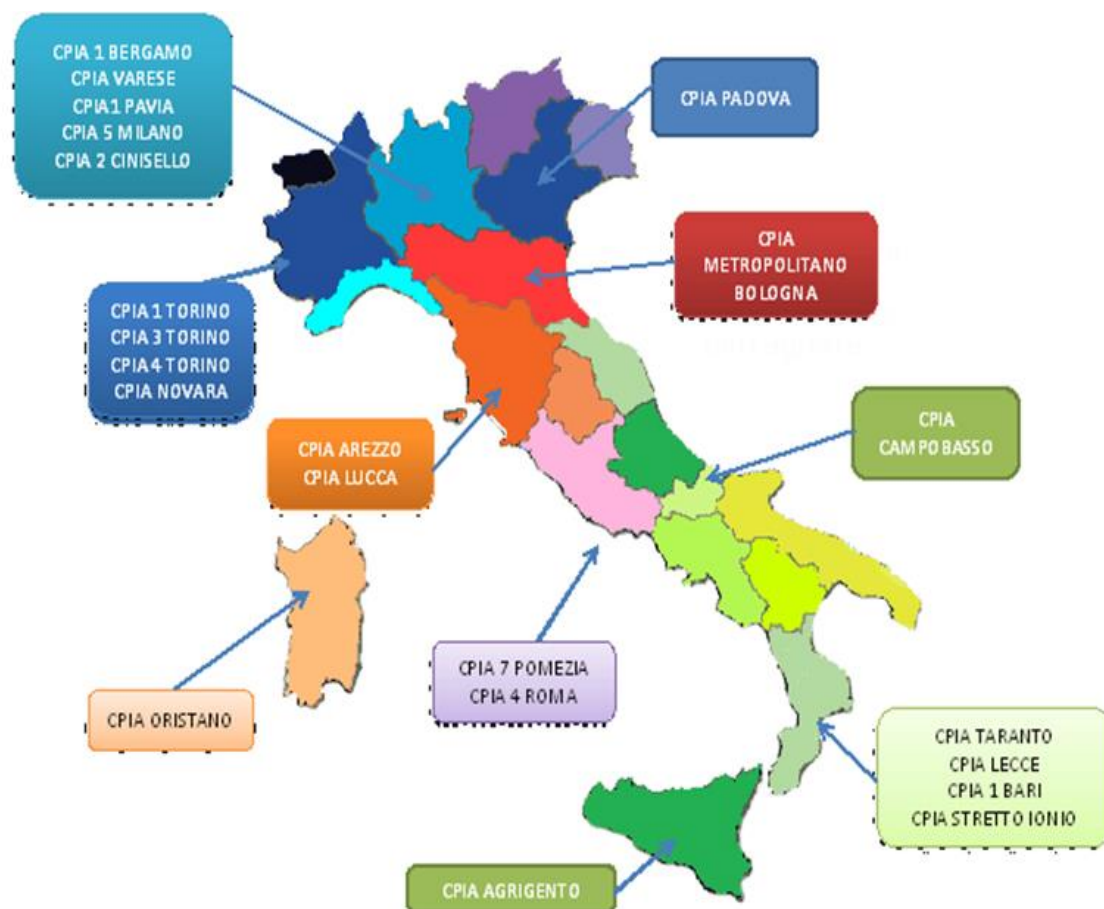 CPIA 1 BERGAMO
CPIA VARESE
CPIA1 PAVIA
CPIA 5 MILANO
CPIA 2 CINISELLO
CPIA PADOVA
CPIA
METROPOLITANO
BOLOGNA
CPIA 1 TORINO
CPIA 3 TORINO
CPIA 4 TORINO
CPIA NOVARA
CPIA AREZZO
CPIA LUCCA
CPIA
CAMPOBASSO
CPIA ORISTANO
CPIA 7 POMEZIA
CPIA 4 ROMA
CPIA TARANTO
CPIA LECCE
CPIA 1 BARI
CPIA STRETTO IONIO
CPIA AGRIGENTO